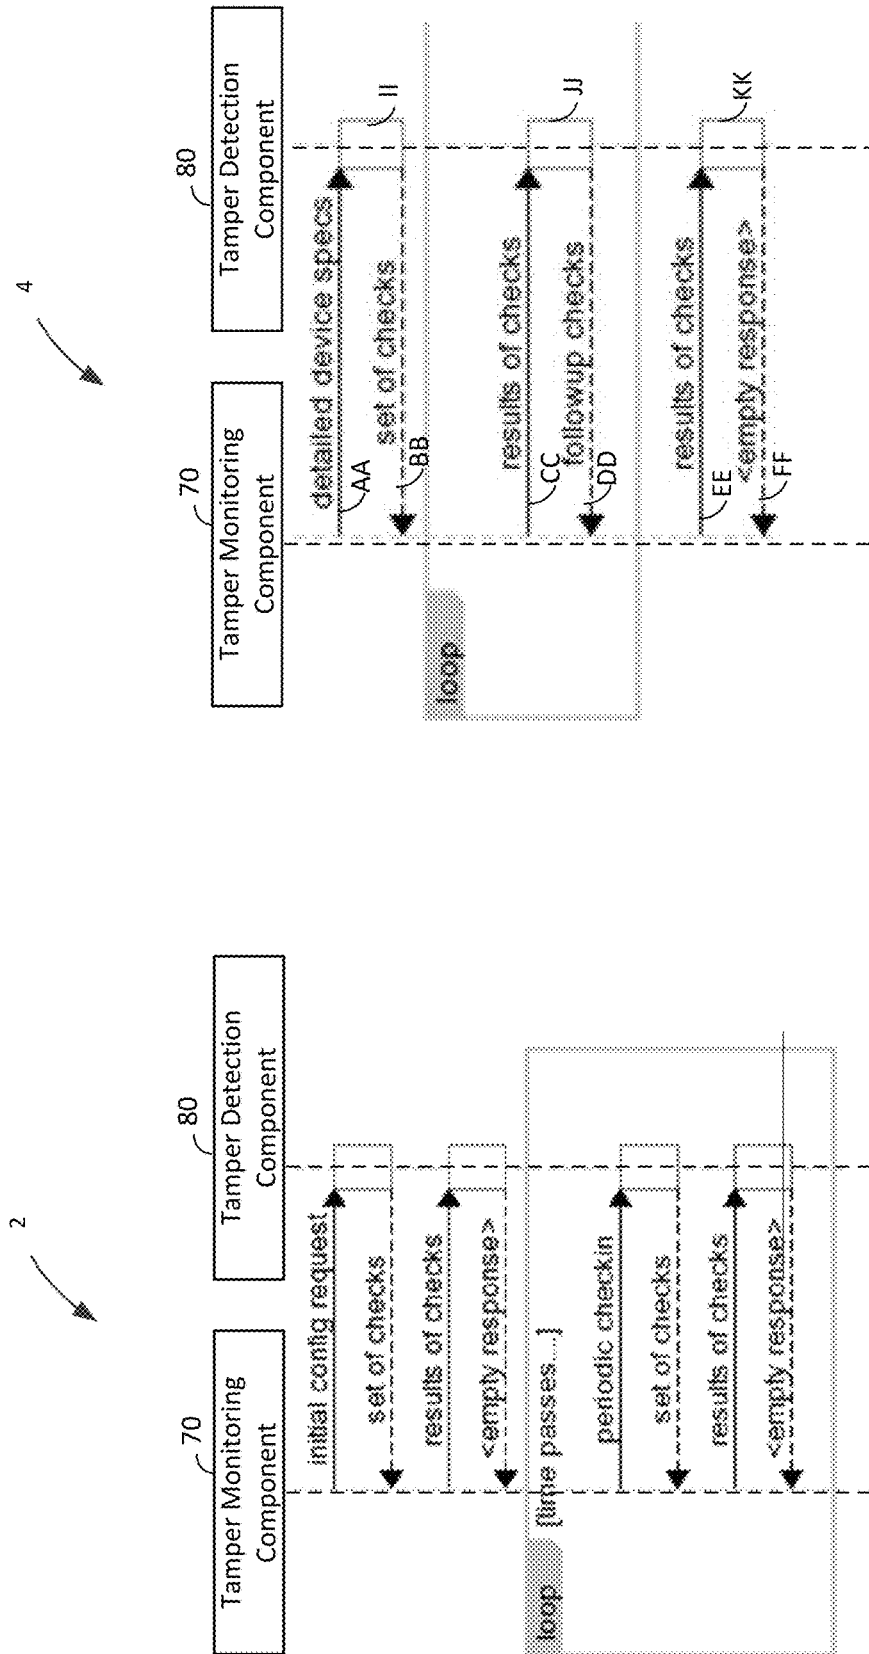 2
70
80
Tamper Monitoring
Component
Tamper Detection
Component
initial config request
set of checks
results of checks
<empty response>
loop
[time passes...]
periodic checkin
set of checks
results of checks
<empty response>
4
70
80
Tamper Monitoring
Component
Tamper Detection
Component
detailed device specs
AA
II
set of checks
BB
loop
results of checks
CC
JJ
followup checks
DD
results of checks
EE
KK
<empty response>
FF